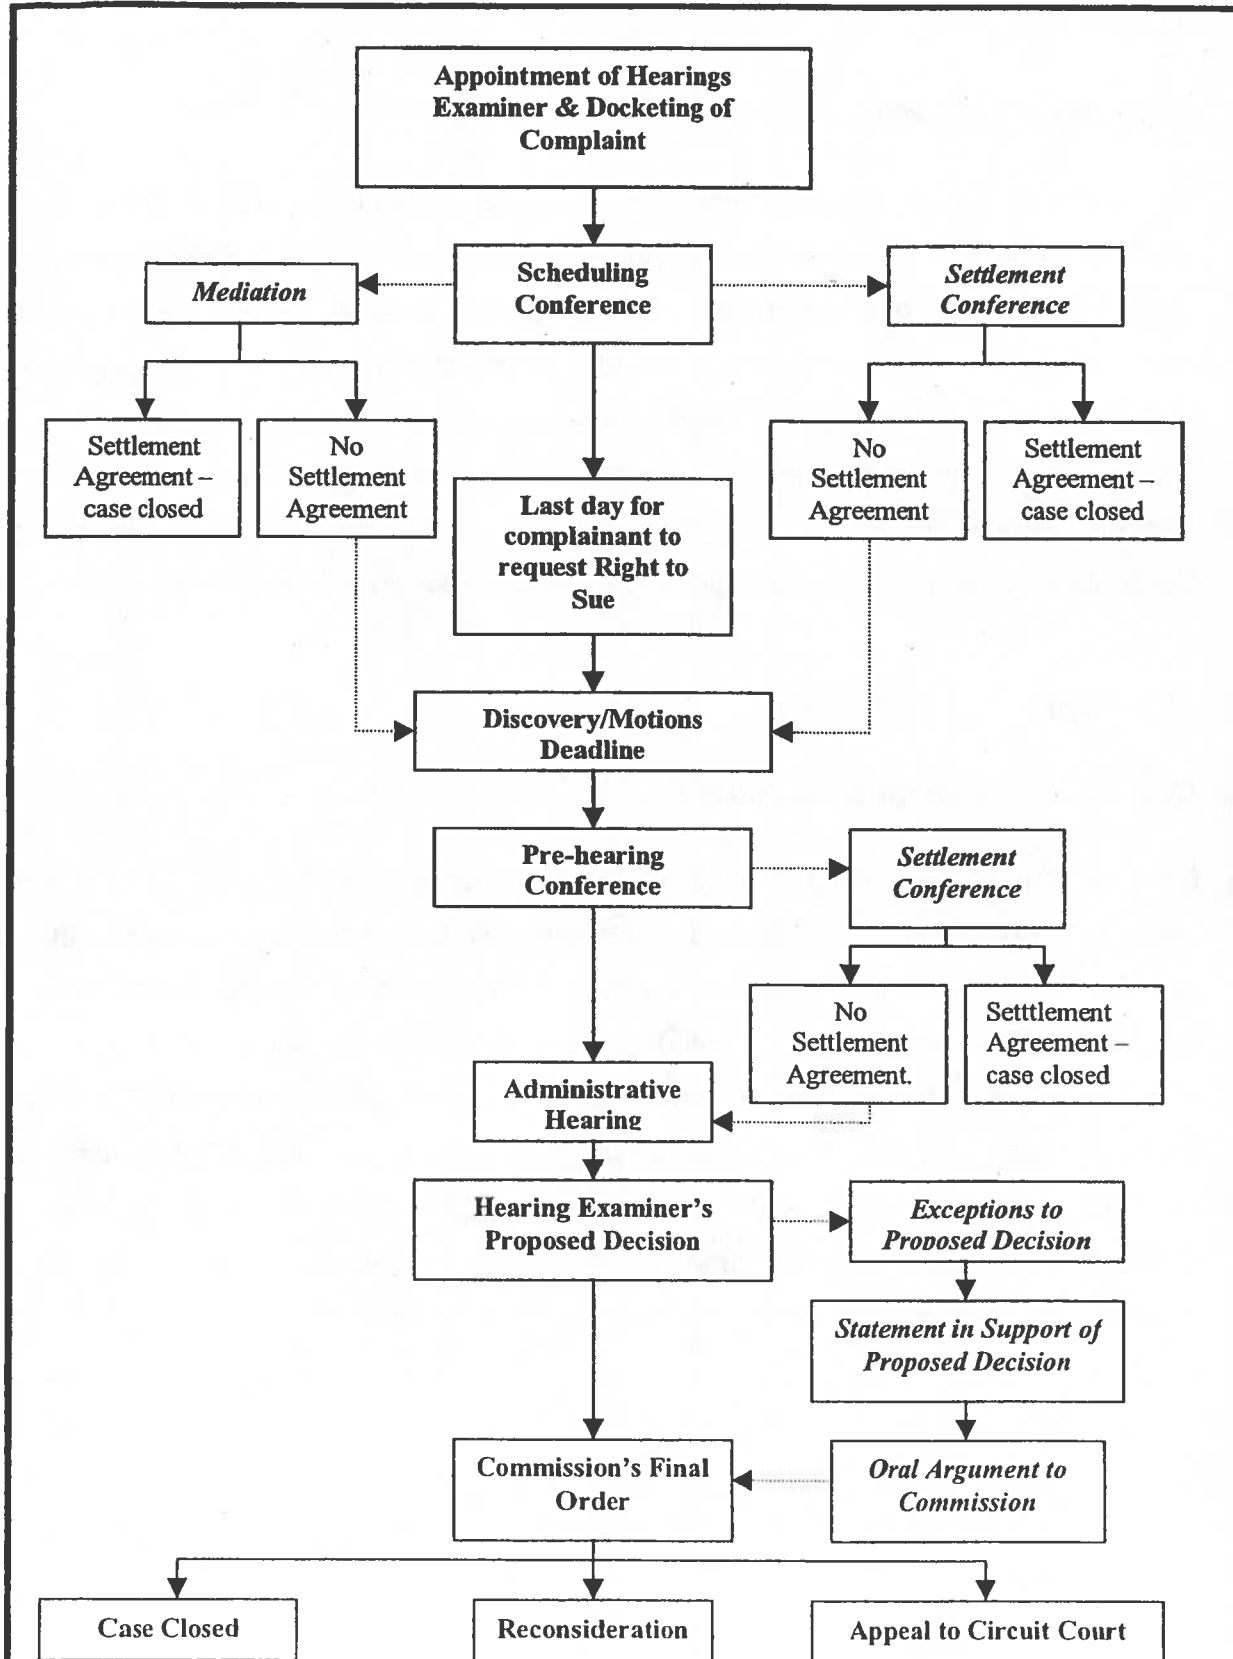 Appointment of Hearings
Examiner & Docketing of
Complaint
Mediation
Scheduling
Conference
Settlement
Conference
Settlement
Agreement –
case closed
No
Settlement
Agreement
Last day for
complainant to
request Right to
Sue
No
Settlement
Agreement
Settlement
Agreement –
case closed
Discovery/Motions
Deadline
Pre-hearing
Conference
Settlement
Conference
No
Settlement
Agreement.
Setttlement
Agreement –
case closed
Administrative
Hearing
Hearing Examiner's
Proposed Decision
Exceptions to
Proposed Decision
Statement in Support of
Proposed Decision
Commission's Final
Order
Oral Argument to
Commission
Case Closed
Reconsideration
Appeal to Circuit Court